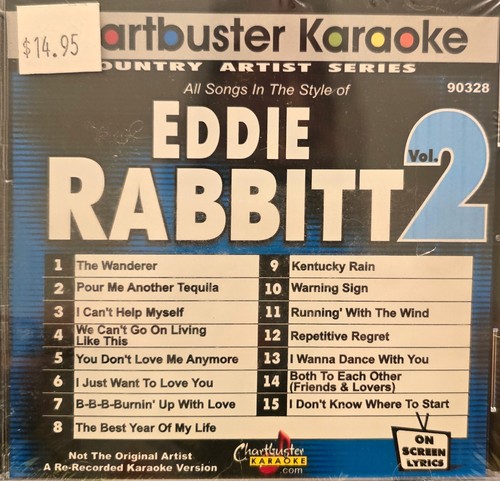 $14.95
artbuster Karaoke
OUNTRY ARTIST SERIES
All Songs In The Style of
90328
EDDIE
RABBITT
Vol. 2
1 The Wanderer
2 Pour Me Another Tequila
3 I Can't Help Myself
4 We Can't Go On Living
Like This
5 You Don't Love Me Anymore
6 I Just Want To Love You
7 B-B-B-Burnin' Up With Love
8 The Best Year Of My Life
9 Kentucky Rain
10 Warning Sign
11 Running' With The Wind
12 Repetitive Regret
13 I Wanna Dance With You
14 Both To Each Other
(Friends & Lovers)
15 I Don't Know Where To Start
Not The Original Artist
A Re-Recorded Karaoke Version
Chartbuster
KARAOKE
.com
ON
SCREEN
LYRICS